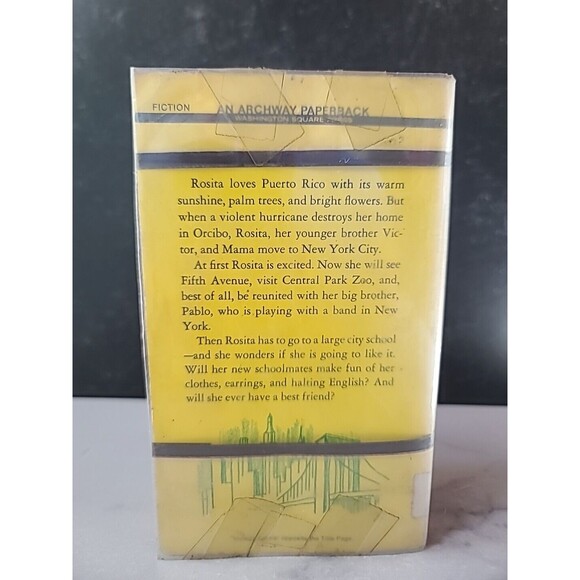 FICTION
AN ARCHWAY PAPERBACK
WASHINGTON SQUARE PRESS
Rosita loves Puerto Rico with its warm
sunshine, palm trees, and bright flowers. But
when a violent hurricane destroys her home
in Orcibo, Rosita, her younger brother Vic-
tor, and Mama move to New York City.
At first Rosita is excited. Now she will see
Fifth Avenue, visit Central Park Zoo, and,
best of all, be reunited with her big brother,
Pablo, who is playing with a band in New
York.
Then Rosita has to go to a large city school
—and she wonders if she is going to like it.
Will her new schoolmates make fun of her
clothes, earrings, and halting English? And
will she ever have a best friend?
the Title Page